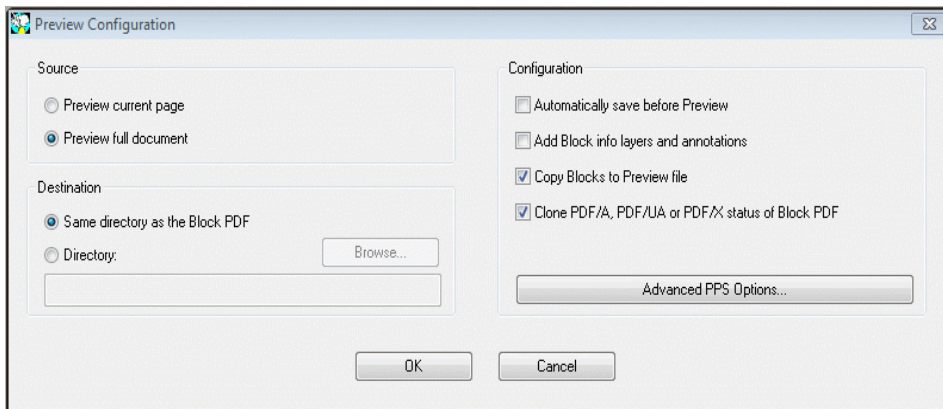 Preview Configuration
Source
Preview current page
Preview full document
Destination
Same directory as the Block PDF
Directory:
Browse...
Configuration
Automatically save before Preview
Add Block info layers and annotations
Copy Blocks to Preview file
Clone PDF/A, PDF/UA or PDF/X status of Block PDF
Advanced PPS Options...
OK
Cancel